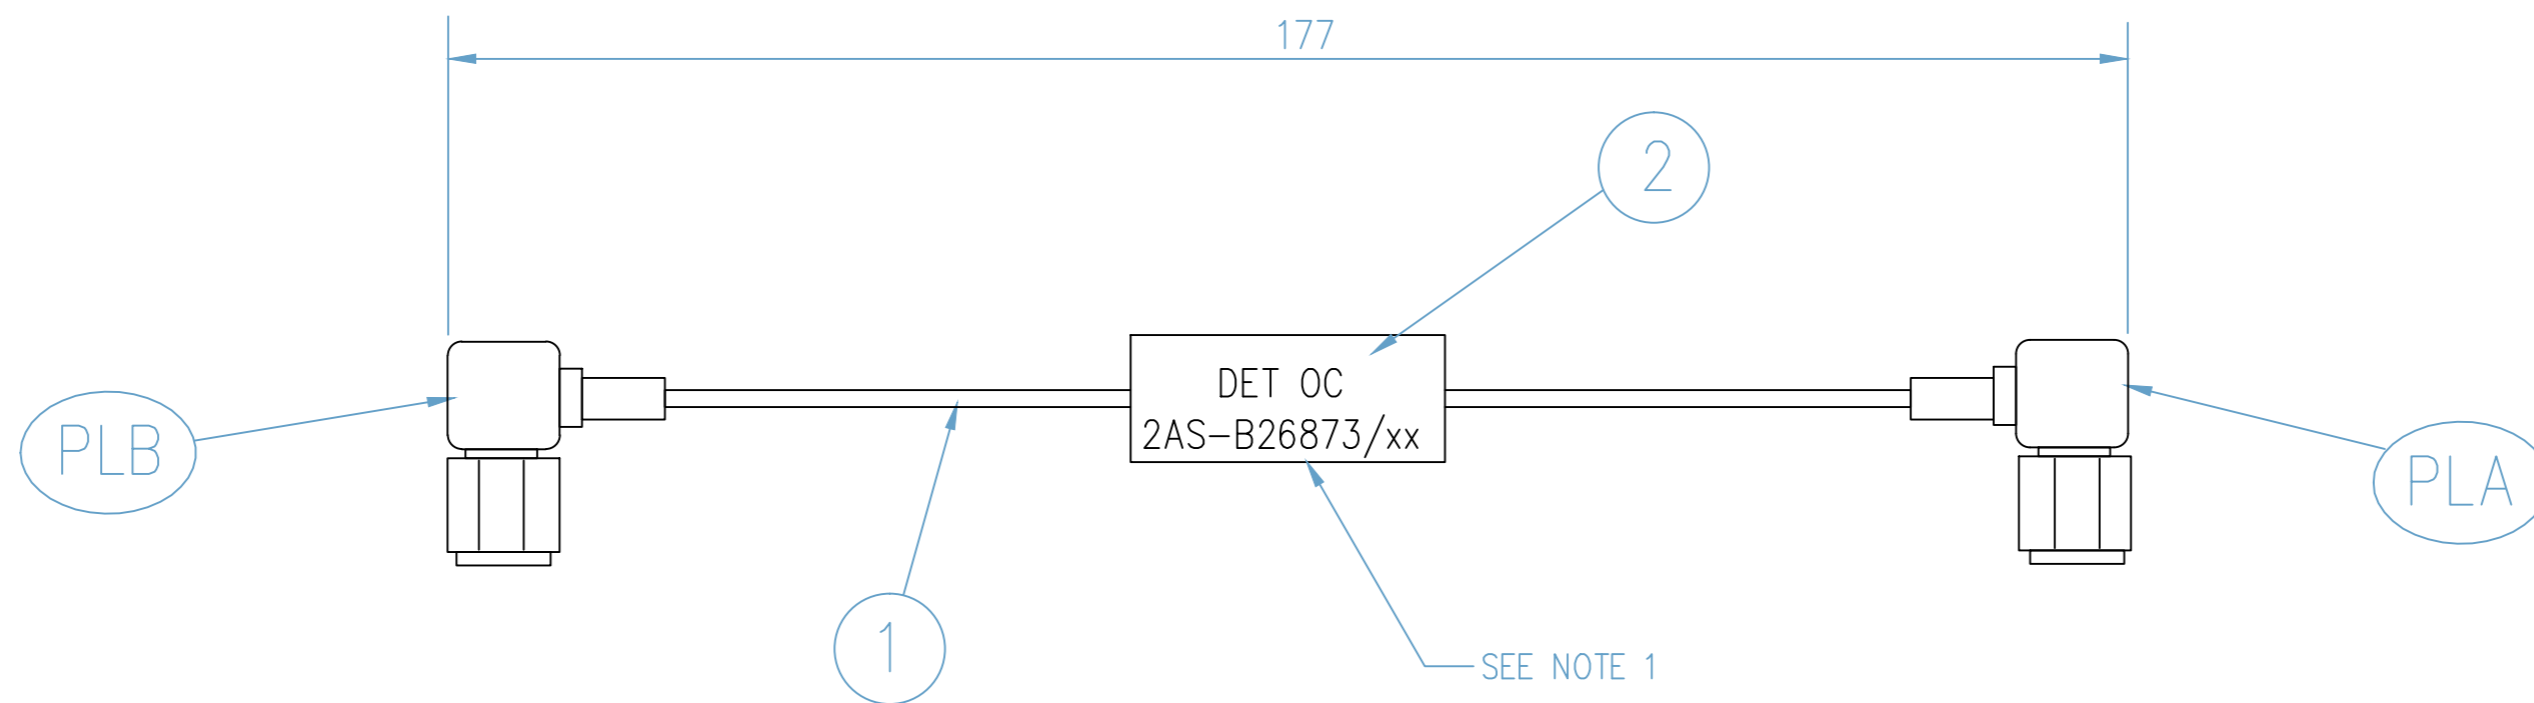 177
2
DET OC
2AS-B26873/xx
PLB
PLA
1
SEE NOTE 1